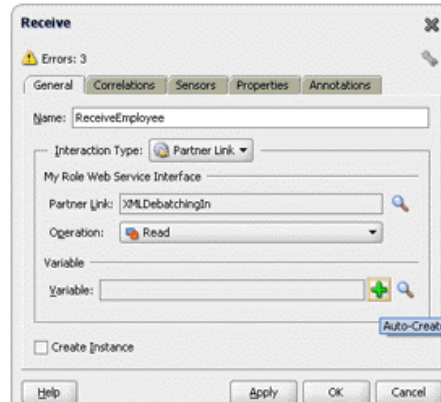 Receive
Errors: 3
General Correlations Sensors Properties Annotations
Name: ReceiveEmployee
Interaction Type: Partner Link
My Role Web Service Interface
Partner Link: XMLDebatchingIn
Operation: Read
Variable
Variable:
Auto-Create
Create Instance
Help Apply OK Cancel